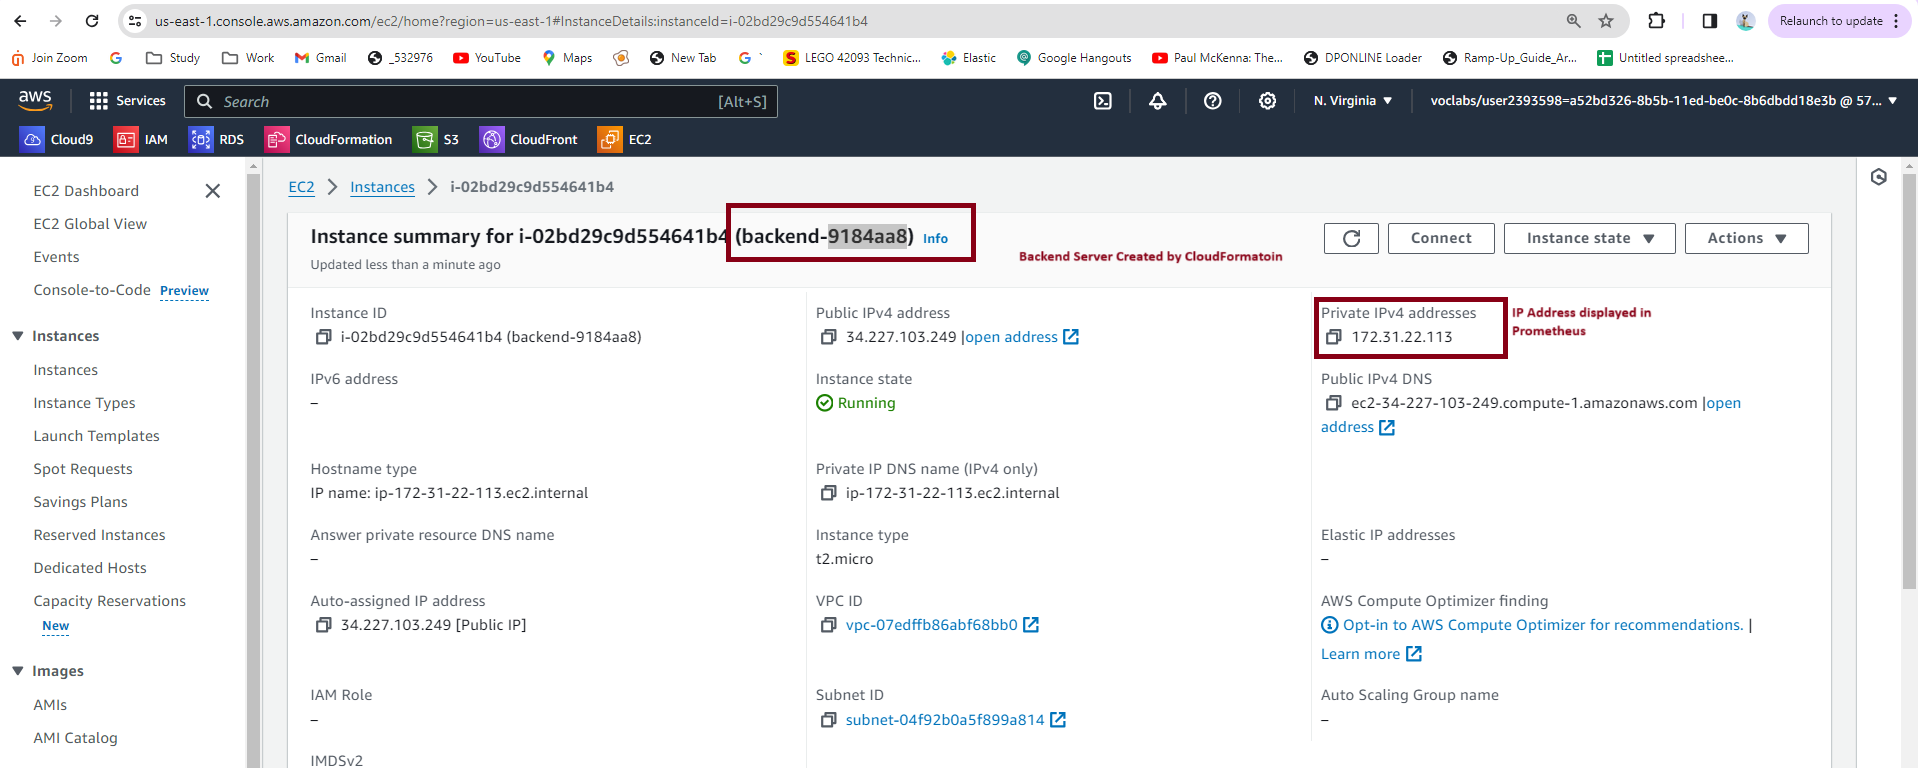 us-east-1.console.aws.amazon.com/ec2/home?region=us-east-1#InstanceDetails:instanceId=i-02bd29c9d554641b4
Relaunch to update
Join Zoom
Study
Work
Gmail
_532976
YouTube
Maps
New Tab
`
LEGO 42093 Technic...
Elastic
Google Hangouts
Paul McKenna: The...
DPONLINE Loader
Ramp-Up_Guide_Ar...
Untitled spreadshee...
aws
Services
Search
[Alt+S]
N. Virginia
voclabs/user2393598=a52bd326-8b5b-11ed-be0c-8b6dbdd18e3b @ 57...
Cloud9
IAM
RDS
CloudFormation
S3
CloudFront
EC2
EC2 Dashboard
EC2 Global View
Events
Console-to-Code Preview
Instances
Instances
Instance Types
Launch Templates
Spot Requests
Savings Plans
Reserved Instances
Dedicated Hosts
Capacity Reservations
New
Images
AMIs
AMI Catalog
EC2 > Instances > i-02bd29c9d554641b4
Instance summary for i-02bd29c9d554641b4 (backend-9184aa8) Info
Updated less than a minute ago
Backend Server Created by CloudFormatoin
Connect
Instance state
Actions
Instance ID
i-02bd29c9d554641b4 (backend-9184aa8)
Public IPv4 address
34.227.103.249 |open address
Private IPv4 addresses
172.31.22.113
IP Address displayed in
Prometheus
IPv6 address
–
Instance state
Running
Public IPv4 DNS
ec2-34-227-103-249.compute-1.amazonaws.com |open
address
Hostname type
IP name: ip-172-31-22-113.ec2.internal
Private IP DNS name (IPv4 only)
ip-172-31-22-113.ec2.internal
Answer private resource DNS name
–
Instance type
t2.micro
Elastic IP addresses
–
Auto-assigned IP address
34.227.103.249 [Public IP]
VPC ID
vpc-07edffb86abf68bb0
AWS Compute Optimizer finding
Opt-in to AWS Compute Optimizer for recommendations. |
Learn more
IAM Role
–
Subnet ID
subnet-04f92b0a5f899a814
Auto Scaling Group name
–
IMDSv2